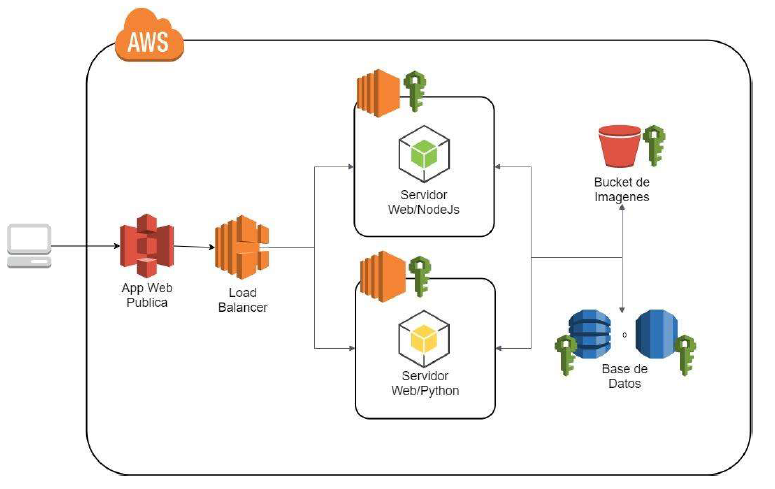 AWS
Servidor
Web/NodeJs
Bucket de
Imagenes
App Web
Publica
Load
Balancer
Servidor
Web/Python
o
Base de
Datos